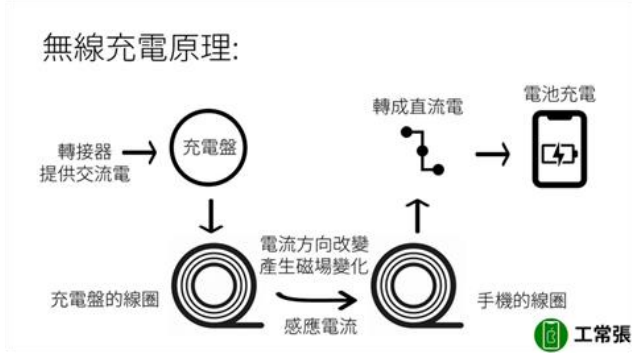 無線充電原理:
轉接器
提供交流電
充電盤
充電盤的線圈
電流方向改變
產生磁場變化
感應電流
手機的線圈
轉成直流電
電池充電
工常張